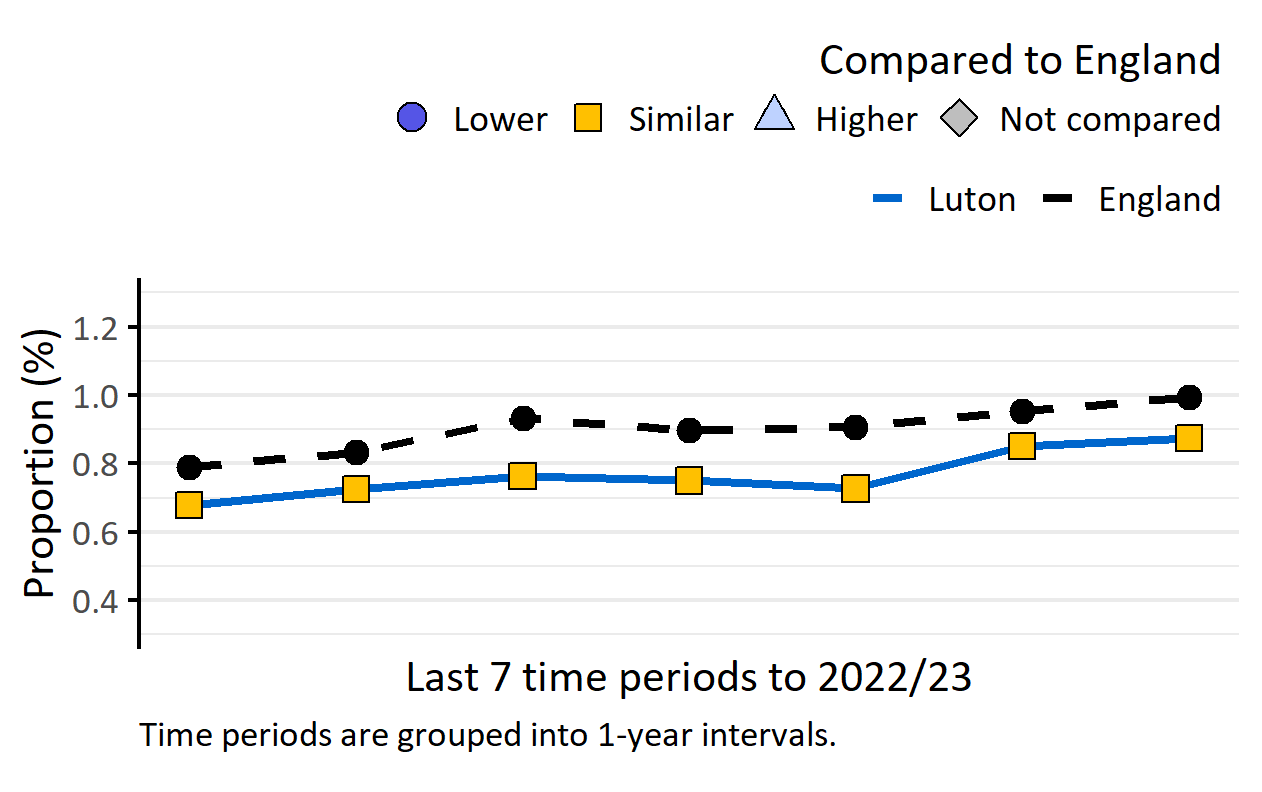 Compared to England
Lower Similar Higher Not compared
Luton England
Proportion (%)
1.2
1.0
0.8
0.6
0.4
Last 7 time periods to 2022/23
Time periods are grouped into 1-year intervals.